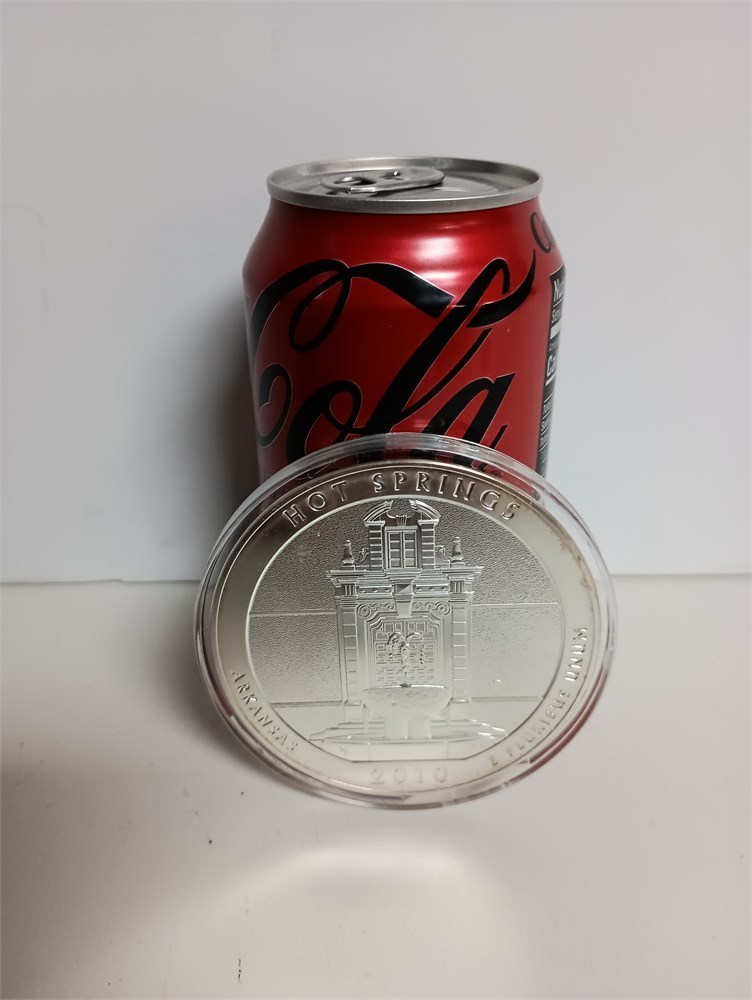 Cola
HOT SPRINGS
ARKANSAS
2010
E PLURIBUS UNUM